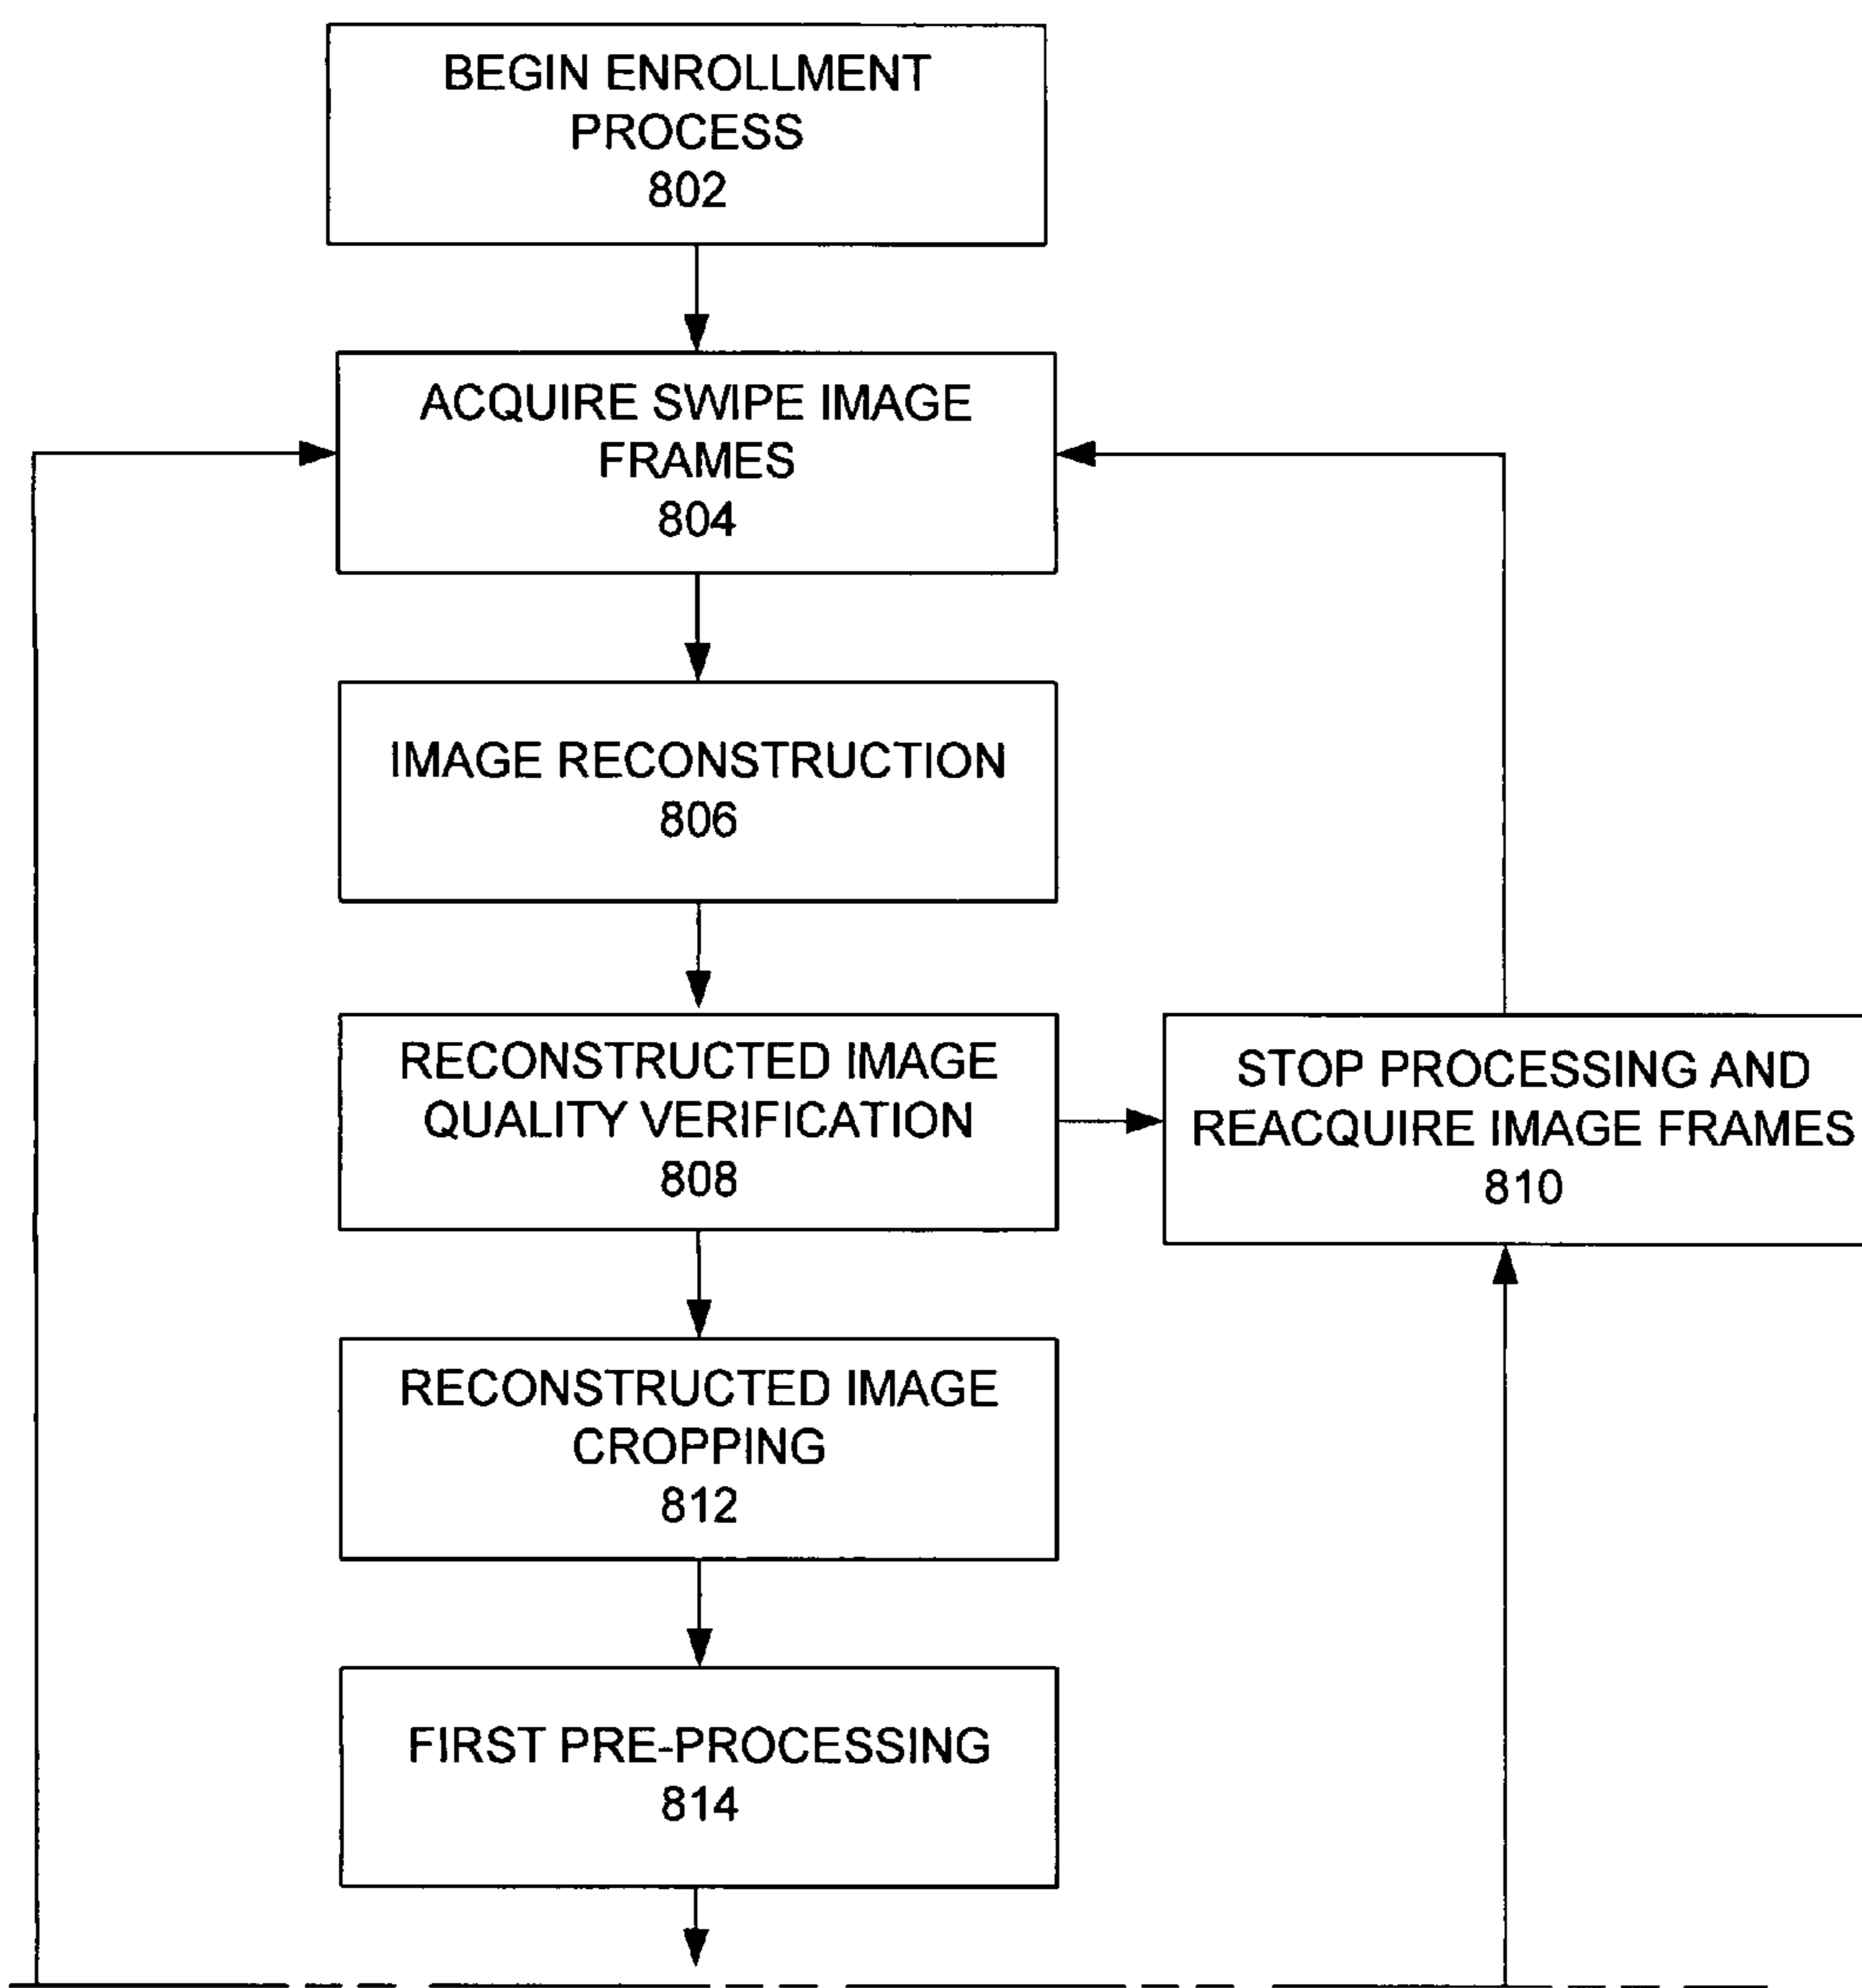 BEGIN ENROLLMENT
PROCESS
802
ACQUIRE SWIPE IMAGE
FRAMES
804
IMAGE RECONSTRUCTION
806
RECONSTRUCTED IMAGE
QUALITY VERIFICATION
808
STOP PROCESSING AND
REACQUIRE IMAGE FRAMES
810
RECONSTRUCTED IMAGE
CROPPING
812
FIRST PRE-PROCESSING
814